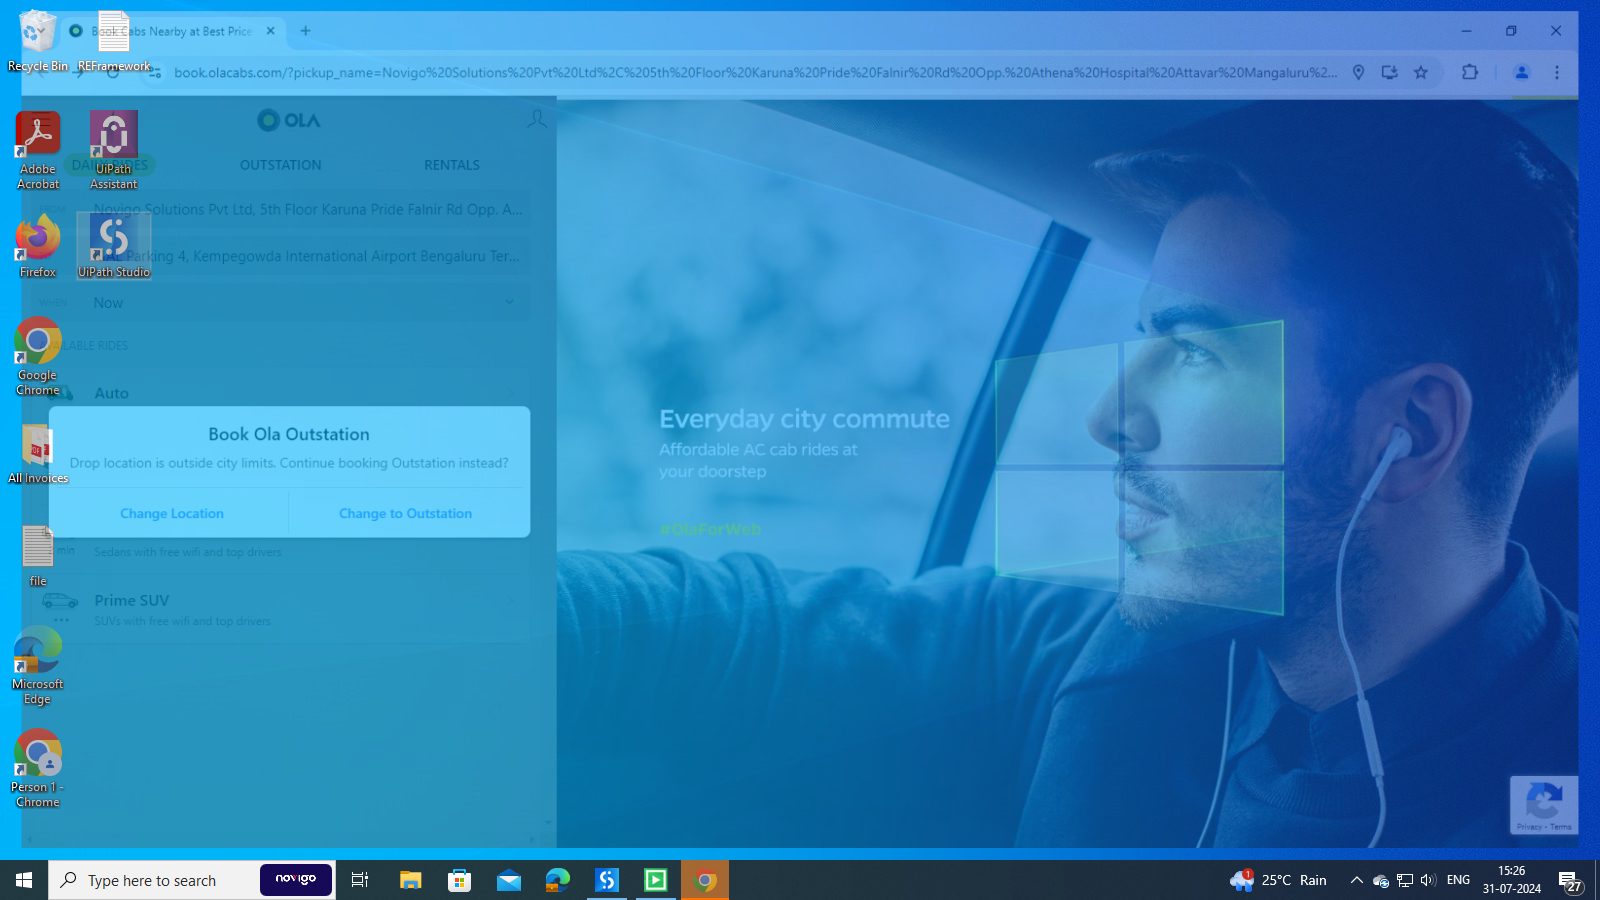 Book Cabs Nearby at Best Price
book.olacabs.com/?pickup_name=Novigo%20Solutions%20Pvt%20Ltd%2C%205th%20Floor%20Karuna%20Pride%20Falnir%20Rd%20Opp.%20Athena%20Hospital%20Attavar%20Mangaluru%2...
Recycle Bin
REFramework
Adobe
Acrobat
UiPath
Assistant
Firefox
UiPath Studio
Google
Chrome
All Invoices
file
Microsoft
Edge
Person 1 -
Chrome
OLA
DAILY RIDES
OUTSTATION
RENTALS
FROM
Novigo Solutions Pvt Ltd, 5th Floor Karuna Pride Falnir Rd Opp. A...
Parking 4, Kempegowda International Airport Bengaluru Ter...
WHEN
Now
AVAILABLE RIDES
Auto
Book Ola Outstation
Drop location is outside city limits. Continue booking Outstation instead?
Change Location
Change to Outstation
min
Sedans with free wifi and top drivers
Prime SUV
SUVs with free wifi and top drivers
Everyday city commute
Affordable AC cab rides at
your doorstep
#OlaForWeb
Privacy - Terms
Type here to search
novigo
1
25°C Rain
ENG
15:26
31-07-2024
27